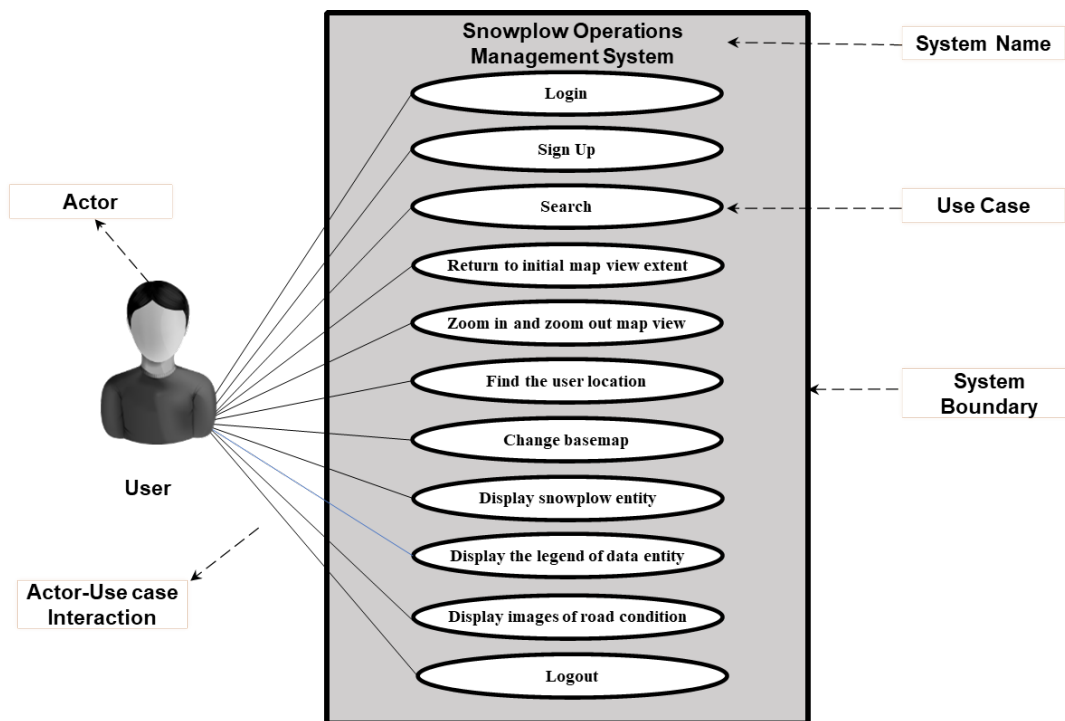 Snowplow Operations
Management System
System Name
Login
Sign Up
Actor
Search
Use Case
Return to initial map view extent
Zoom in and zoom out map view
Find the user location
System
Boundary
Change basemap
User
Display snowplow entity
Display the legend of data entity
Actor-Use case
Interaction
Display images of road condition
Logout